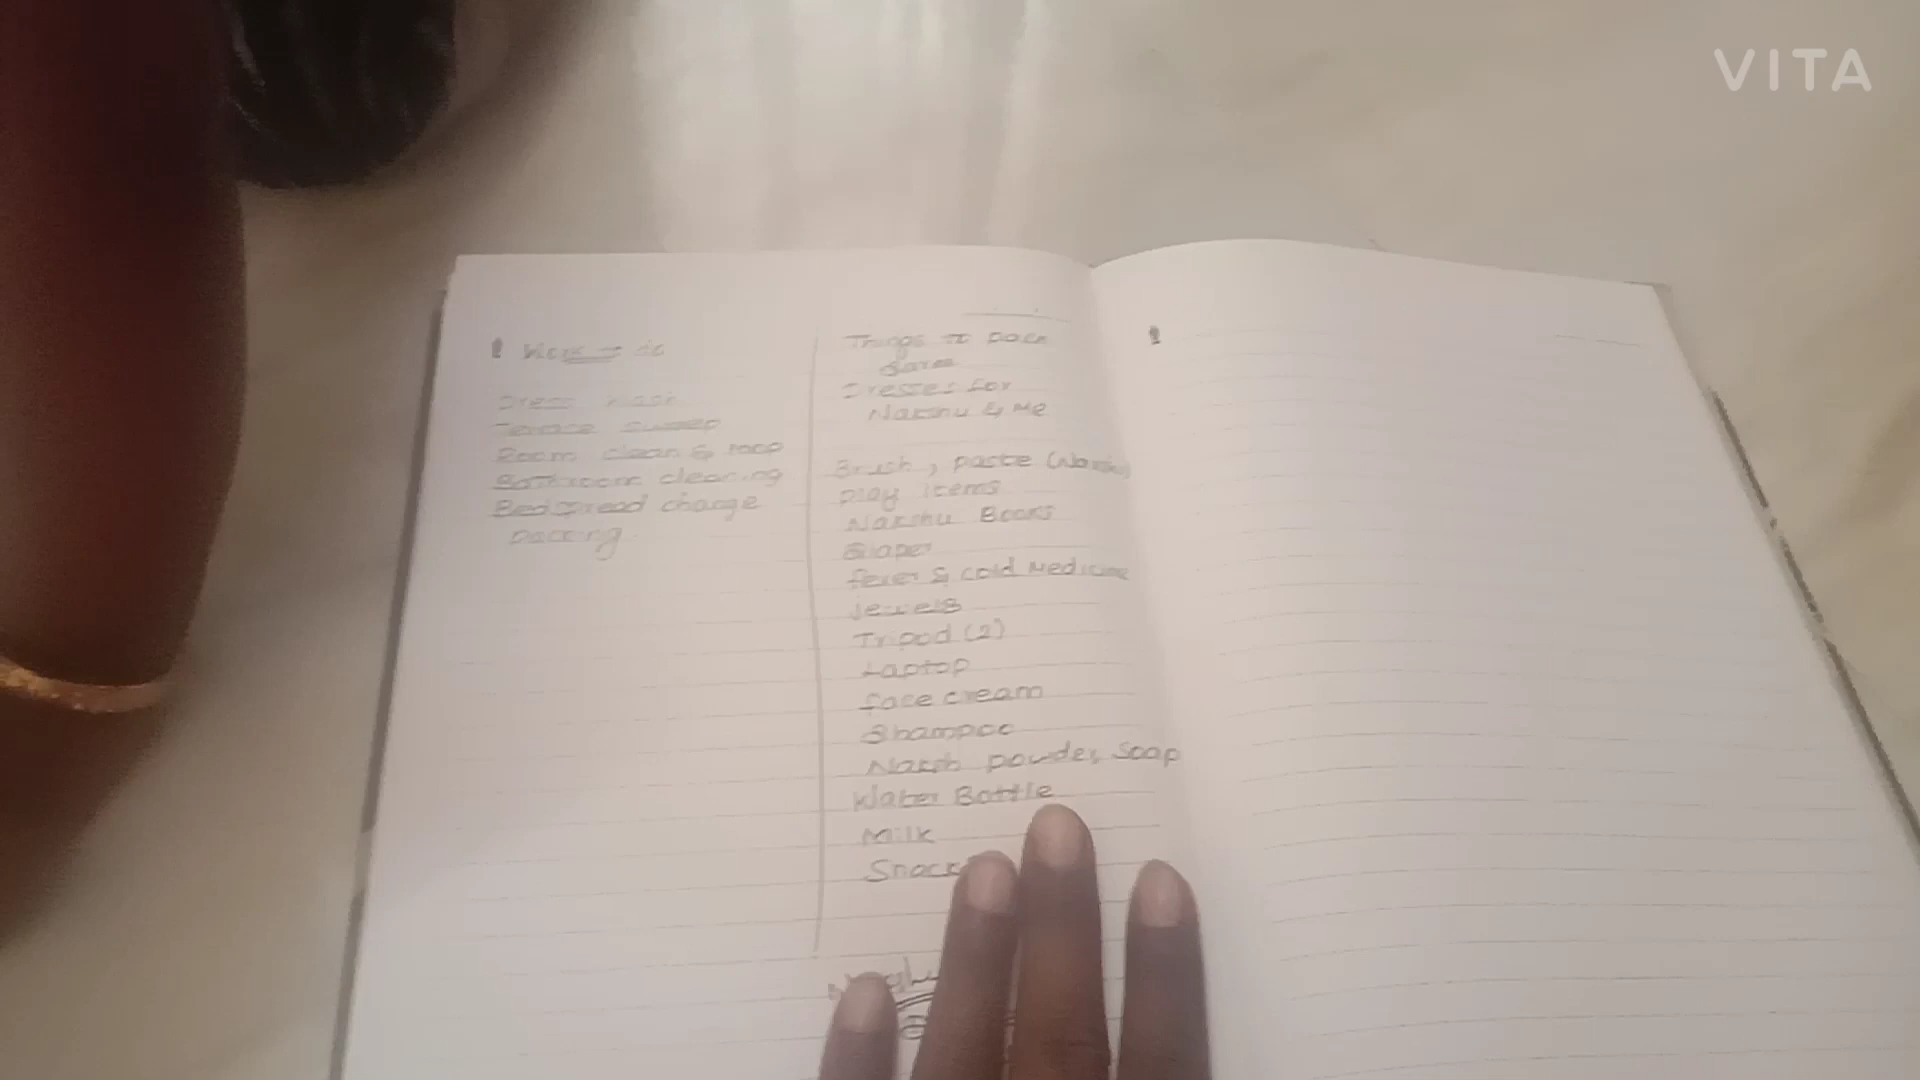 VITA
Work to do
Dress wash
Terrace sweep
Room clean & mop
Bathroom cleaning
Bedspread change
packing
Things to pack
Saree
Dresses for
Nakshu & Me
Brush, paste
play items
Nakshu Books
Diaper
fever & cold Medicine
jewels
Tripod (2)
Laptop
face cream
Shampoo
Naksh powder, Soap
Water Bottle
Milk
Snack